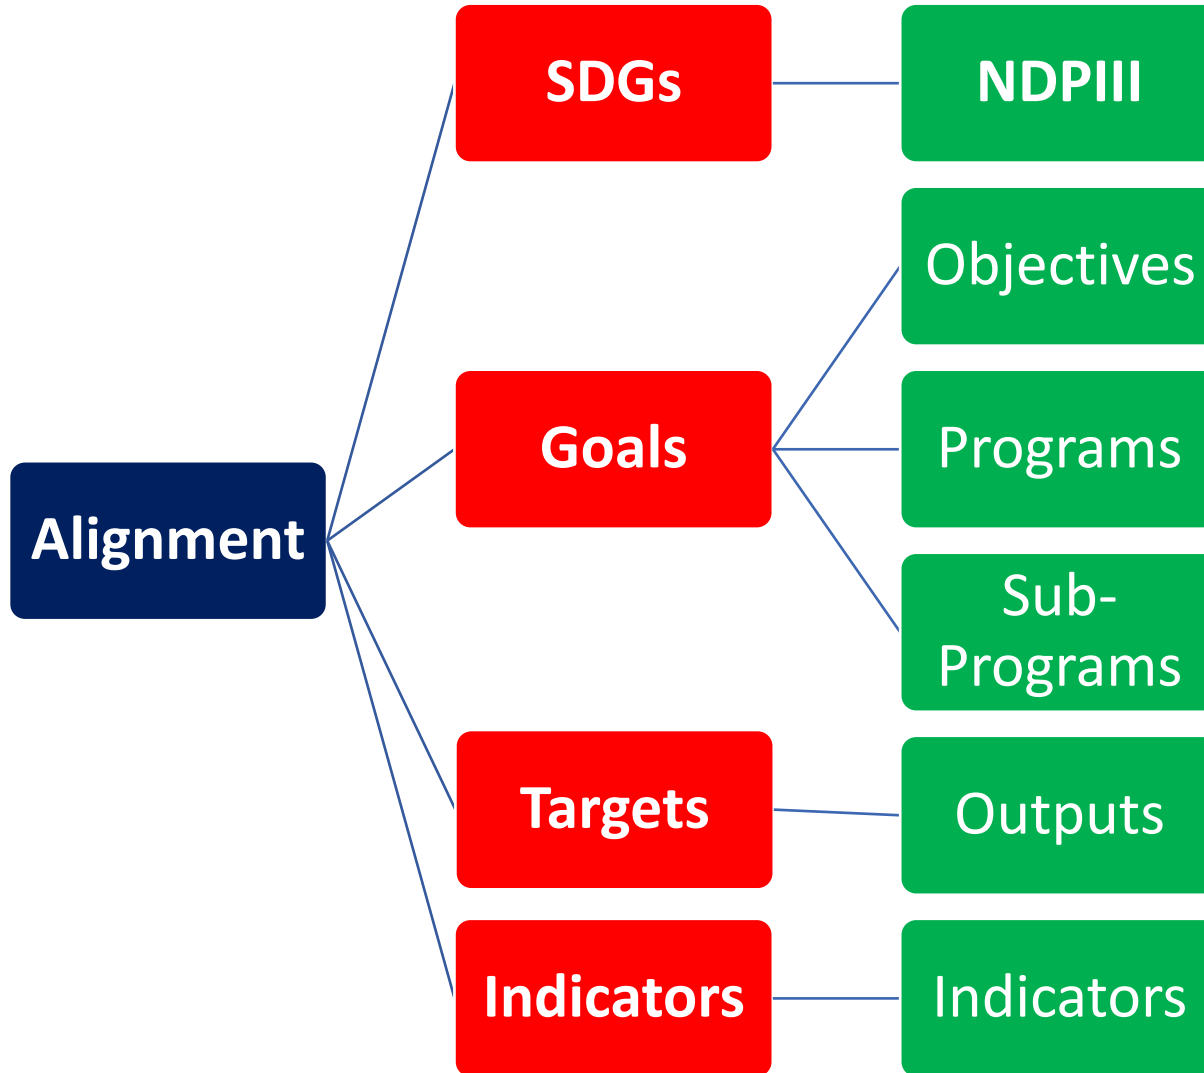 SDGs
NDPIII
Objectives
Goals
Programs
Alignment
Sub-
Programs
Targets
Outputs
Indicators
Indicators